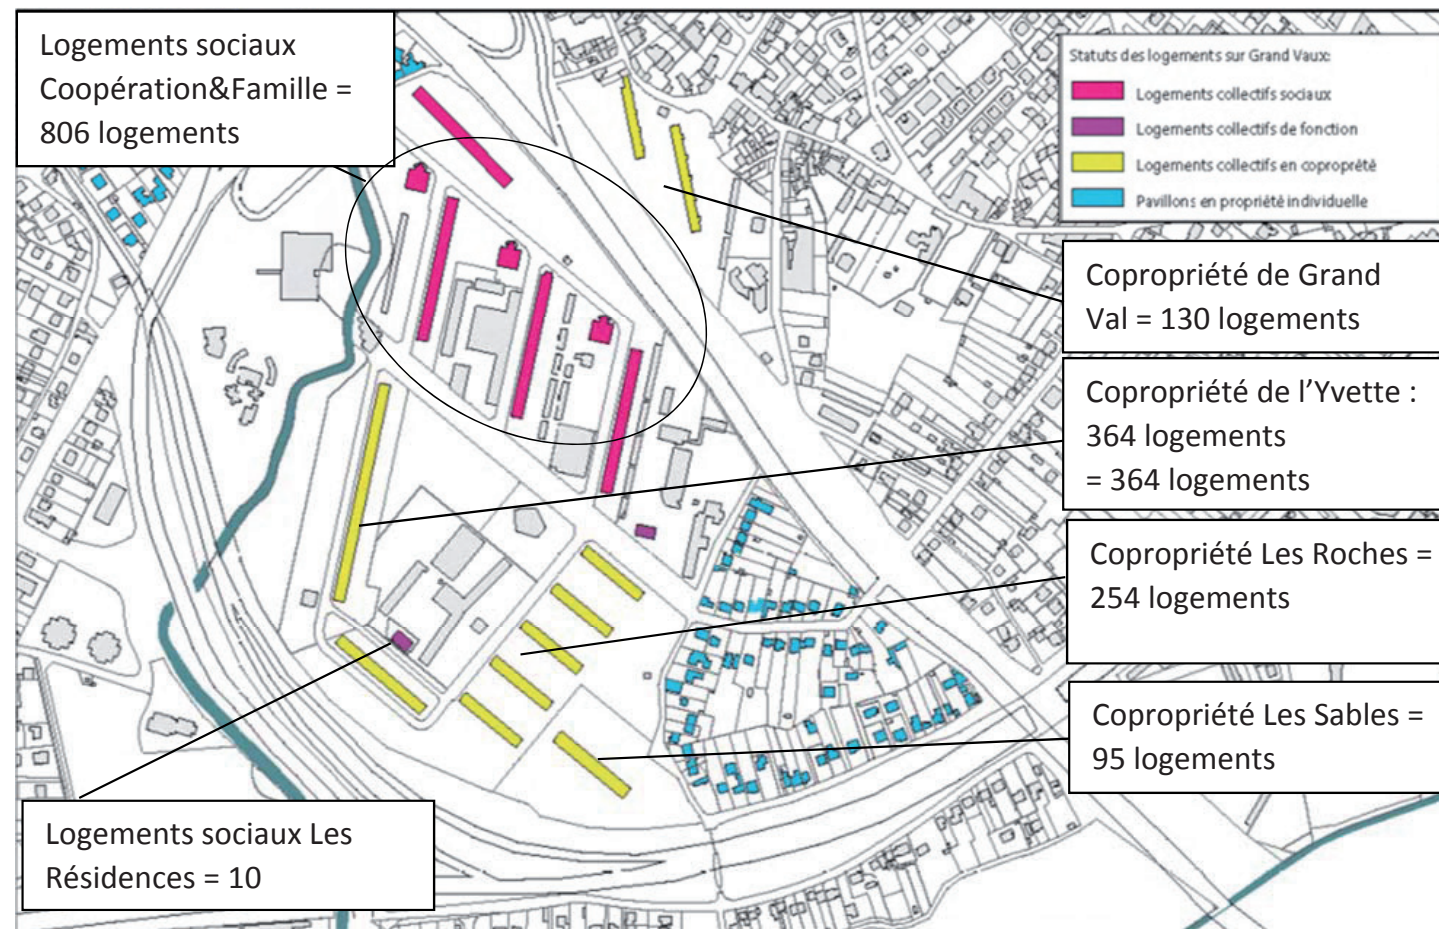 Logements sociaux
Coopération&Famille =
806 logements
Statuts des logements sur Grand Vaux:
Logements collectifs sociaux
Logements collectifs de fonction
Logements collectifs en coproprété
Pavillons en propriété individuelle
Copropriété de Grand
Val = 130 logements
Copropriété de l'Yvette :
364 logements
= 364 logements
Copropriété Les Roches =
254 logements
Copropriété Les Sables =
95 logements
Logements sociaux Les
Résidences = 10